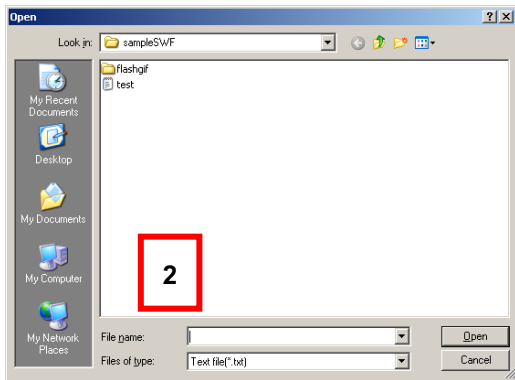 Open
Look in:
sampleSWF
flashgif
test
My Recent
Documents
Desktop
My Documents
My Computer
My Network
Places
2
File name:
Open
Files of type:
Text file(*.txt)
Cancel